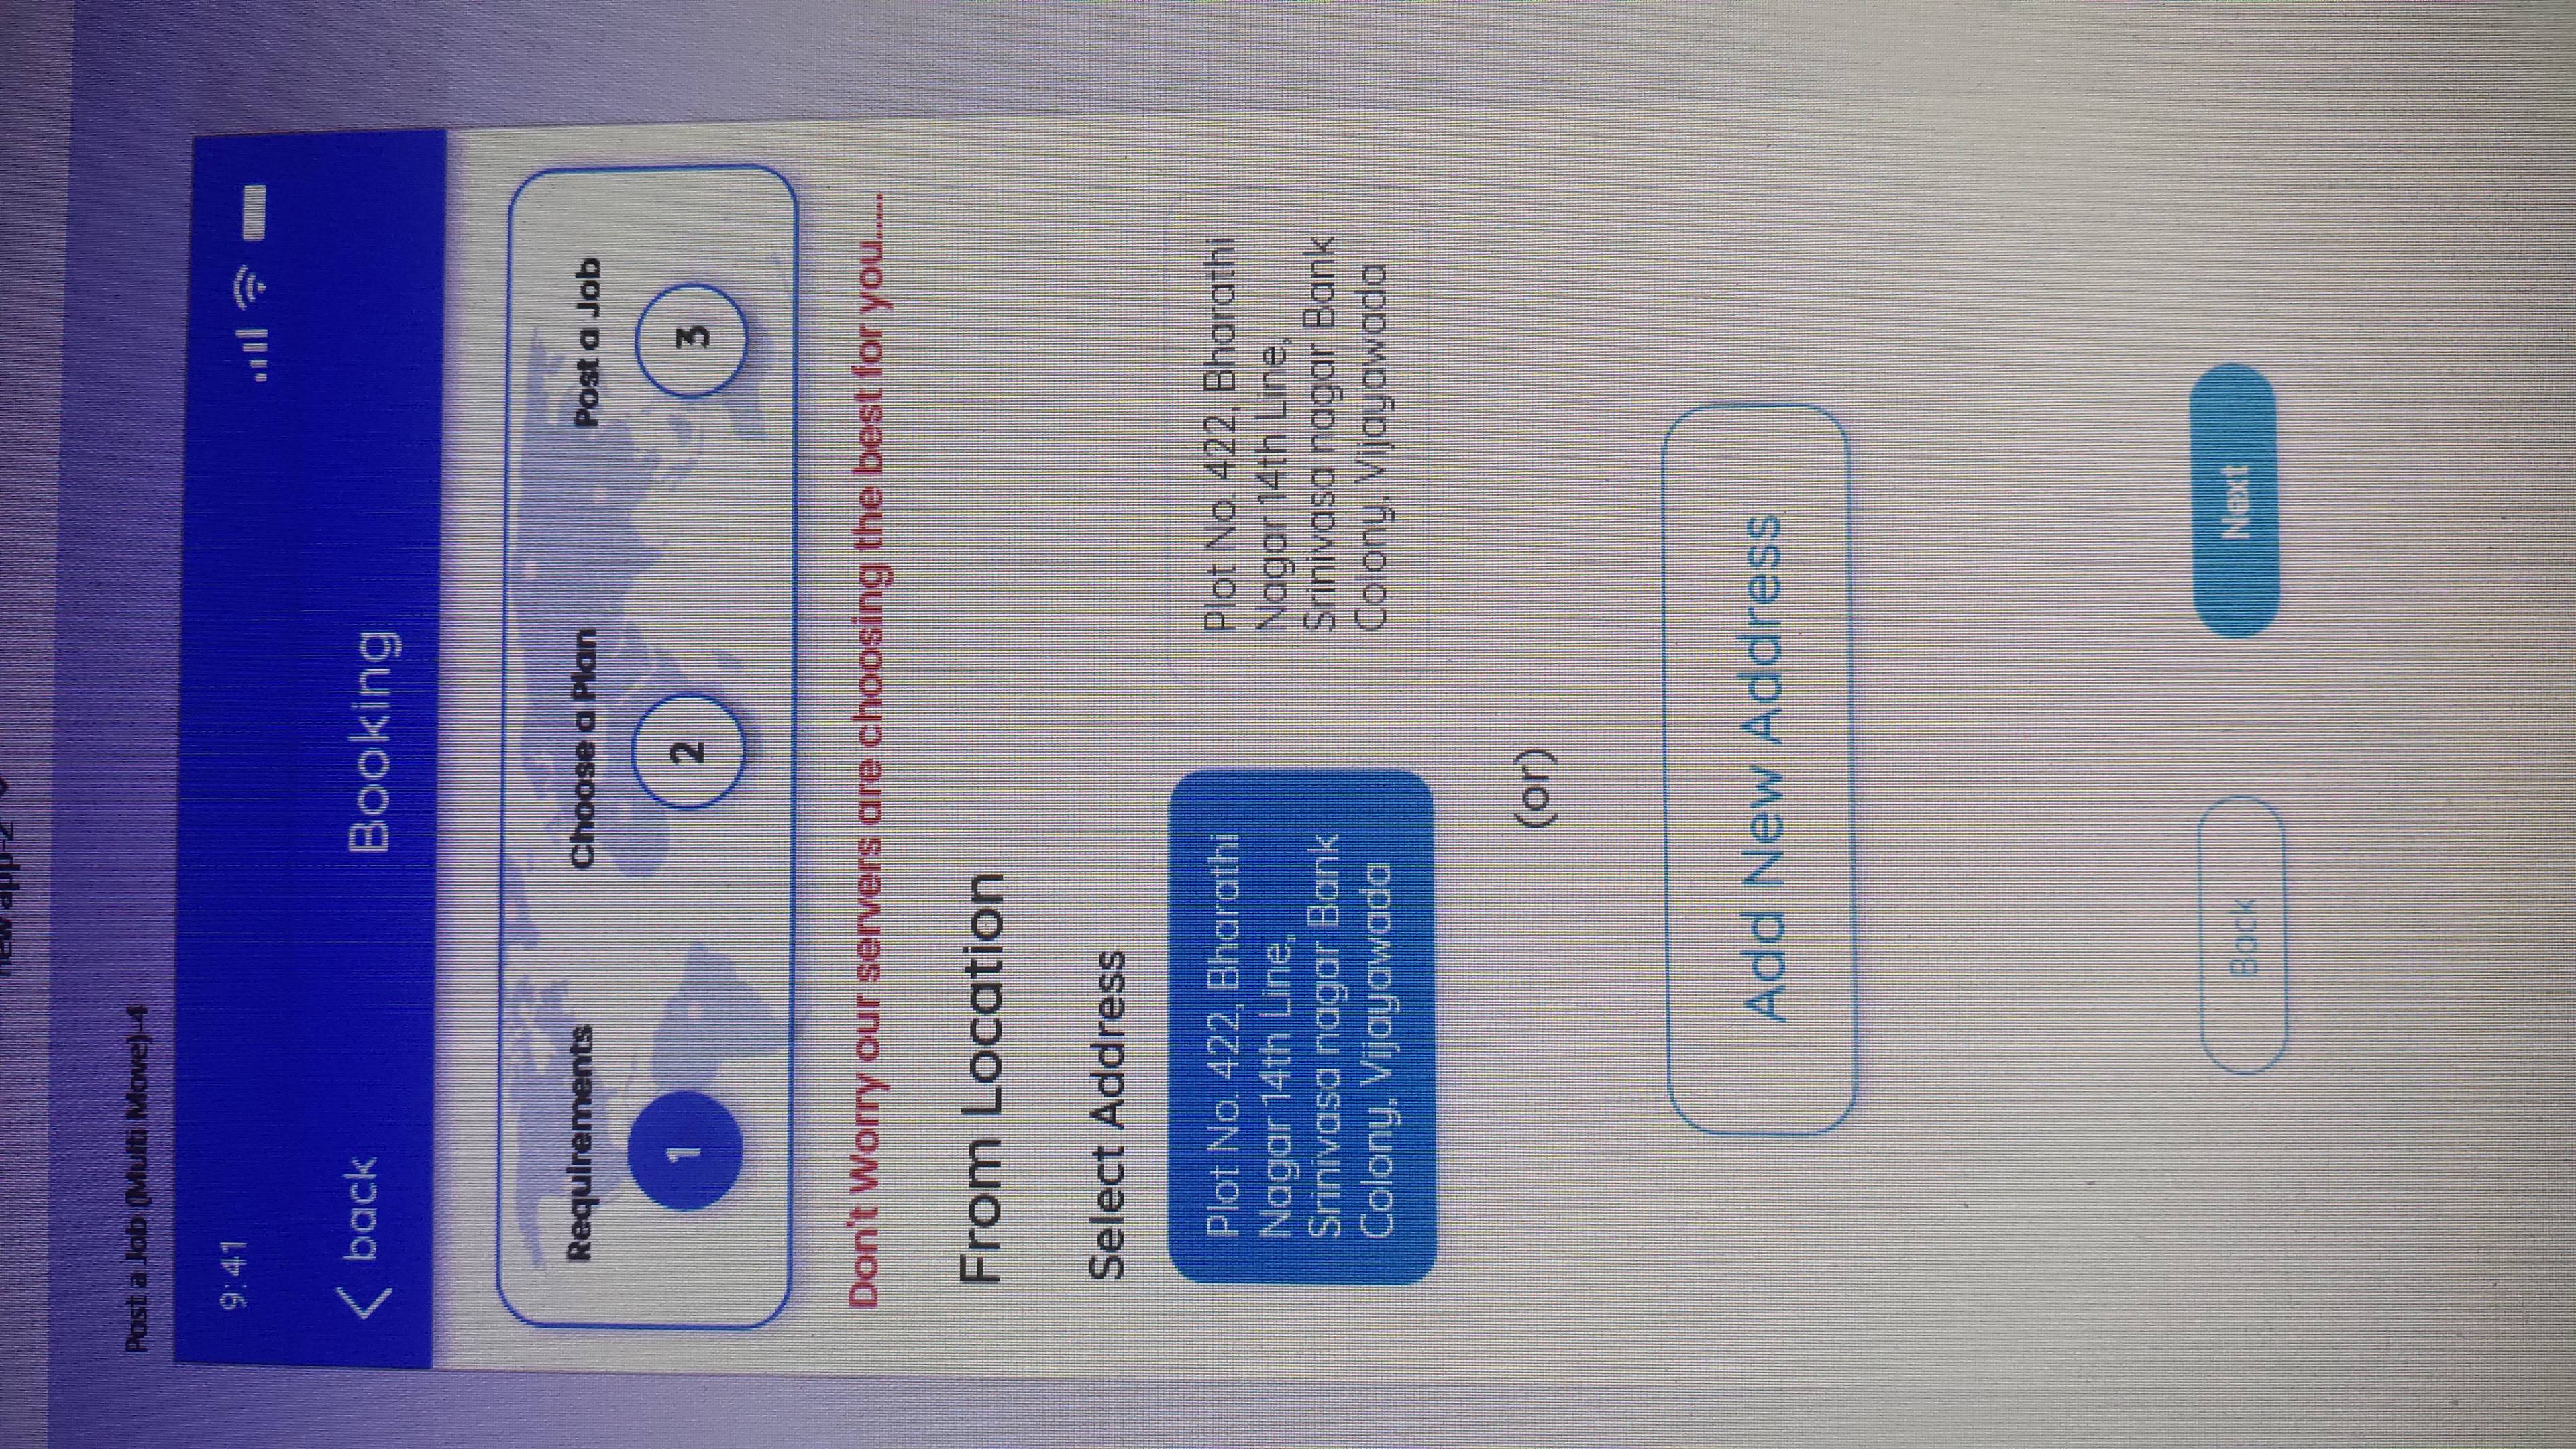 new app-2
Post a Job (Multi Move)-4
9:41
back
Booking
Requirements
Choose a Plan
Post a Job
1
2
3
Don't Worry our servers are choosing the best for you.....
From Location
Select Address
Plot No. 422, Bharathi
Nagar 14th Line,
Srinivasa nagar Bank
Colony, Vijayawada
Plot No. 422, Bharathi
Nagar 14th Line,
Srinivasa nagar Bank
Colony, Vijayawada
(or)
Add New Address
Back
Next